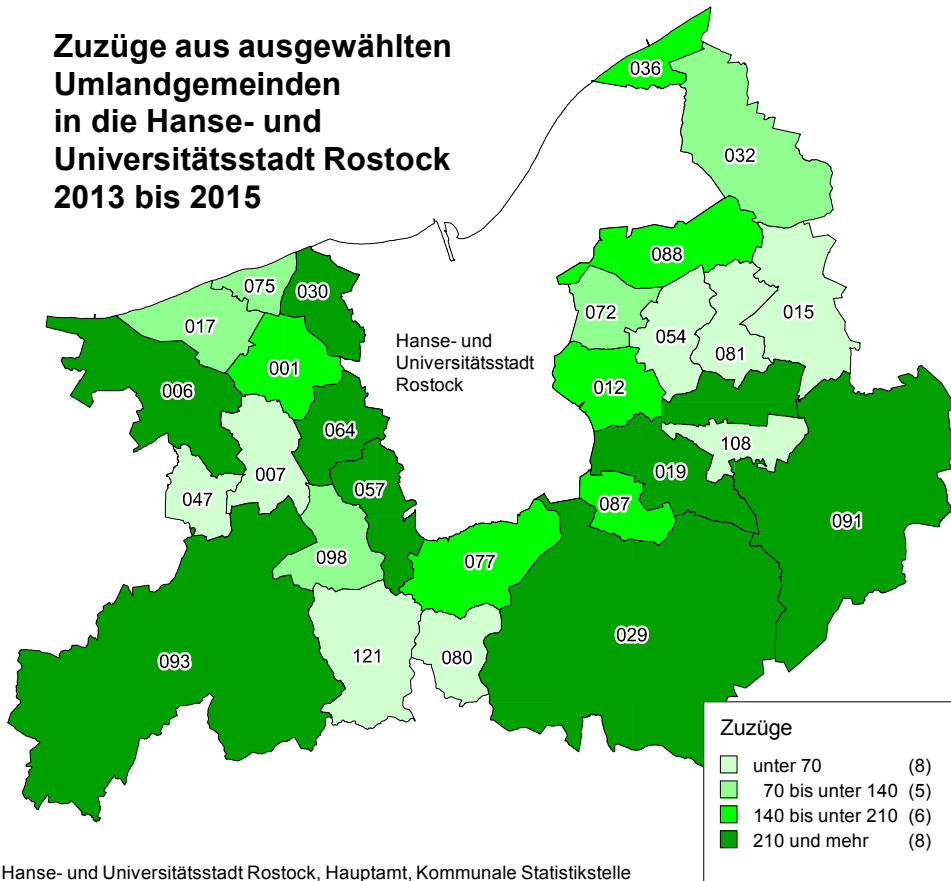 Zuzüge aus ausgewählten
Umlandgemeinden
in die Hanse- und
Universitätsstadt Rostock
2013 bis 2015
036
032
088
075
030
017
072
015
054
081
Hanse- und
Universitätsstadt
Rostock
001
012
006
064
108
007
019
057
047
087
091
098
077
029
093
121
080
Zuzüge
unter 70 (8)
70 bis unter 140 (5)
140 bis unter 210 (6)
210 und mehr (8)
Hanse- und Universitätsstadt Rostock, Hauptamt, Kommunale Statistikstelle